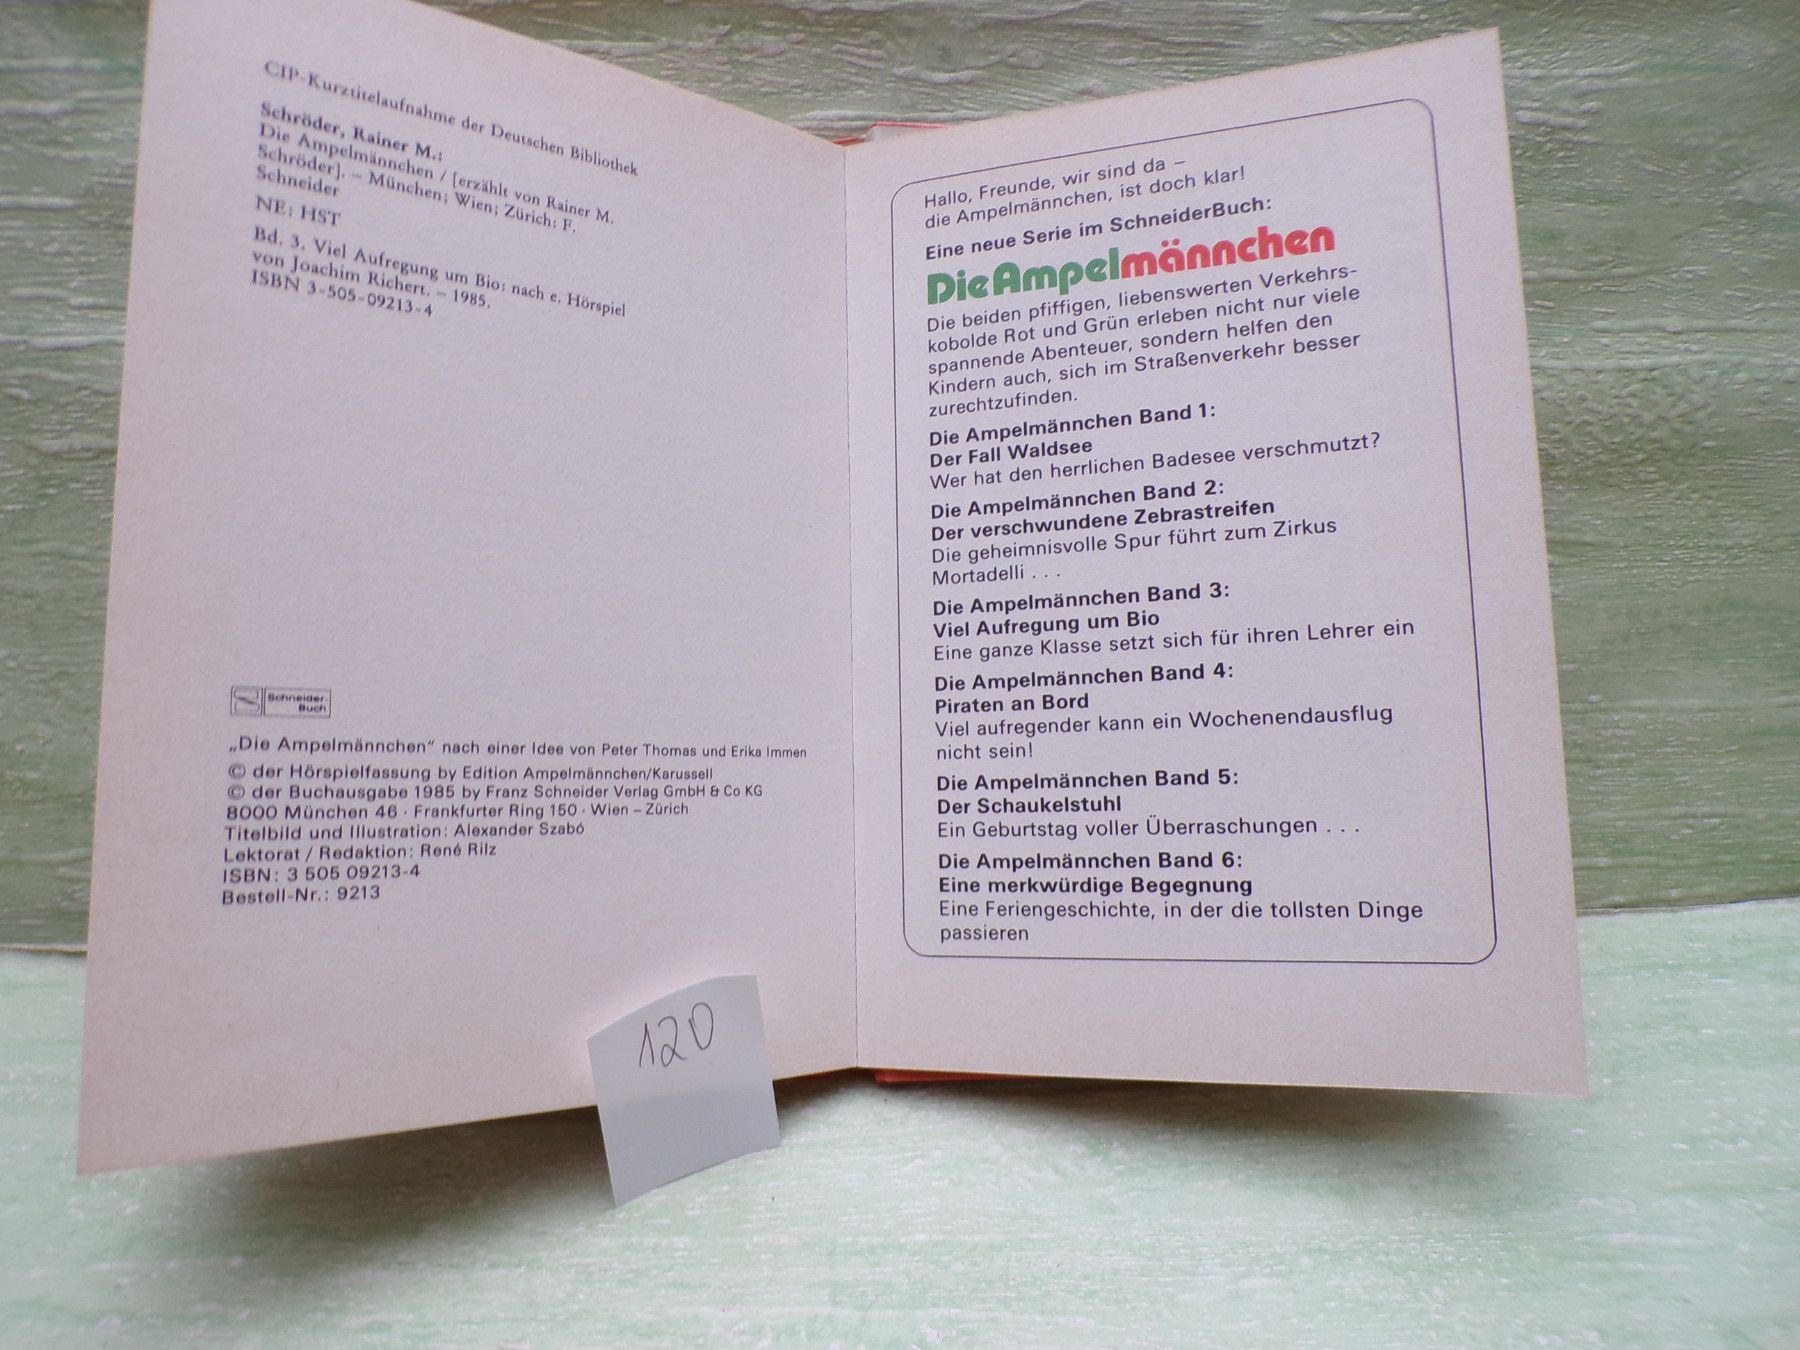 CIP-Kurztitelaufnahme der Deutschen Bibliothek
Schröder, Rainer M.:
Die Ampelmännchen / [erzählt von Rainer M.
Schröder]. – München; Wien; Zürich: F.
Schneider
NE: HST
Bd. 3. Viel Aufregung um Bio: nach e. Hörspiel
von Joachim Richert. – 1985.
ISBN 3-505-09213-4
Schneider-
Buch
„Die Ampelmännchen“ nach einer Idee von Peter Thomas und Erika Immen
© der Hörspielfassung by Edition Ampelmännchen/Karussell
© der Buchausgabe 1985 by Franz Schneider Verlag GmbH & Co KG
8000 München 46 · Frankfurter Ring 150 · Wien – Zürich
Titelbild und Illustration: Alexander Szabó
Lektorat / Redaktion: René Rilz
ISBN: 3 505 09213-4
Bestell-Nr.: 9213
120
Hallo, Freunde, wir sind da –
die Ampelmännchen, ist doch klar!
Eine neue Serie im SchneiderBuch:
Die Ampelmännchen
Die beiden pfiffigen, liebenswerten Verkehrs-
kobolde Rot und Grün erleben nicht nur viele
spannende Abenteuer, sondern helfen den
Kindern auch, sich im Straßenverkehr besser
zurechtzufinden.
Die Ampelmännchen Band 1:
Der Fall Waldsee
Wer hat den herrlichen Badesee verschmutzt?
Die Ampelmännchen Band 2:
Der verschwundene Zebrastreifen
Die geheimnisvolle Spur führt zum Zirkus
Mortadelli . . .
Die Ampelmännchen Band 3:
Viel Aufregung um Bio
Eine ganze Klasse setzt sich für ihren Lehrer ein
Die Ampelmännchen Band 4:
Piraten an Bord
Viel aufregender kann ein Wochenendausflug
nicht sein!
Die Ampelmännchen Band 5:
Der Schaukelstuhl
Ein Geburtstag voller Überraschungen . . .
Die Ampelmännchen Band 6:
Eine merkwürdige Begegnung
Eine Feriengeschichte, in der die tollsten Dinge
passieren